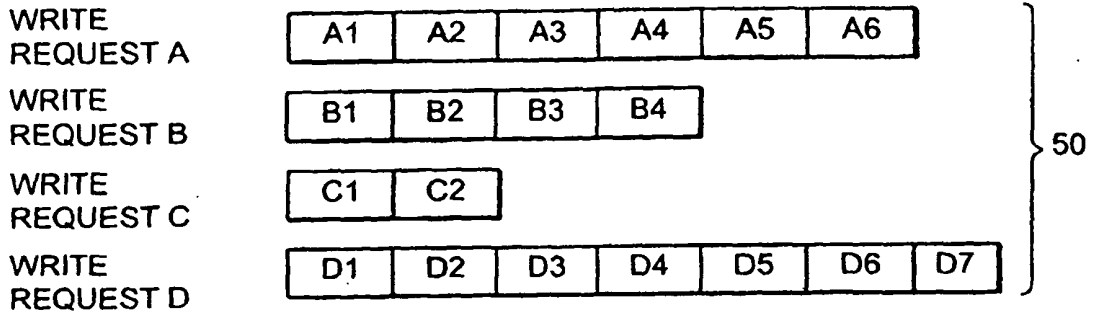 WRITE
REQUEST A
A1 A2 A3 A4 A5 A6
WRITE
REQUEST B
B1 B2 B3 B4
50
WRITE
REQUEST C
C1 C2
WRITE
REQUEST D
D1 D2 D3 D4 D5 D6 D7